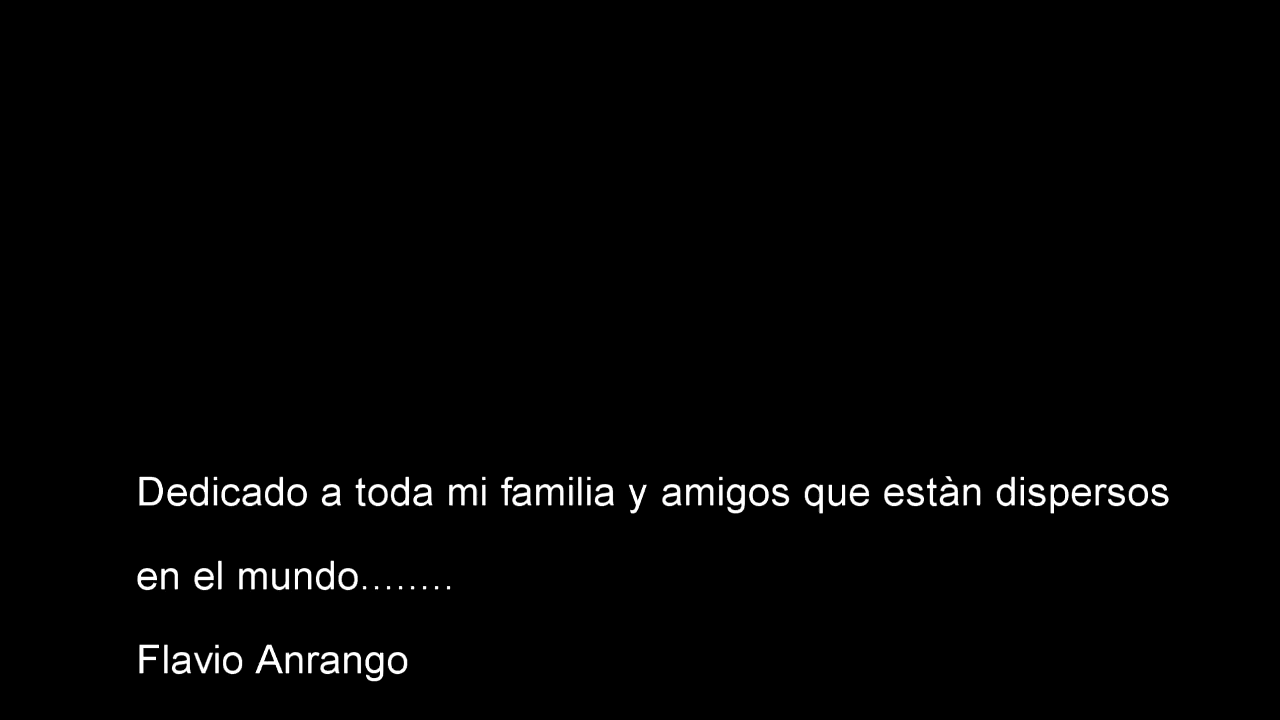 Dedicado a toda mi familia y amigos que estàn dispersos
en el mundo........
Flavio Anrango